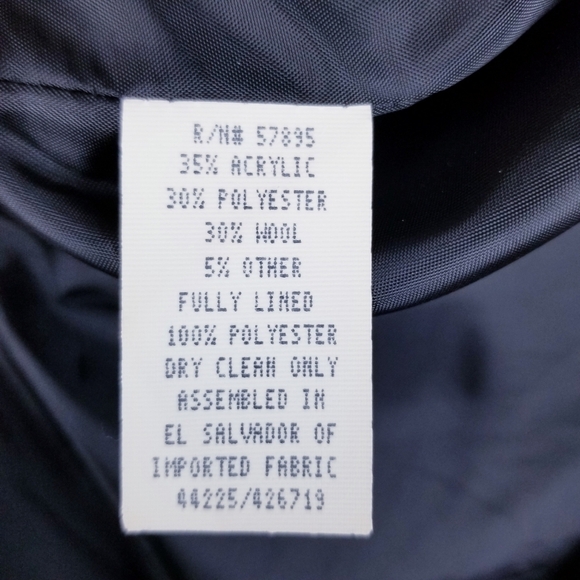 R/N# 57895
35% ACRYLIC
30% POLYESTER
30% WOOL
5% OTHER
FULLY LINED
100% POLYESTER
DRY CLEAN ONLY
ASSEMBLED IN
EL SALVADOR OF
IMPORTED FABRIC
44225/426719